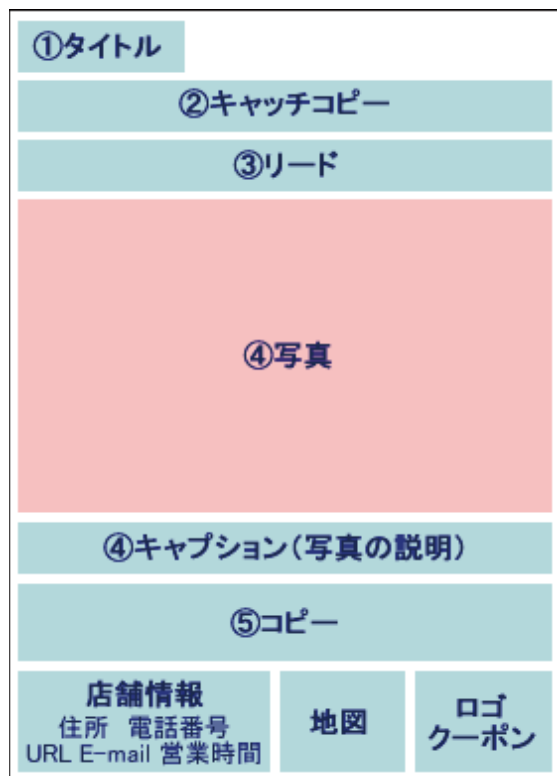 ①タイトル
②キャッチコピー
③リード
④写真
④キャプション（写真の説明）
⑤コピー
店舗情報
住所 電話番号
URL E-mail 営業時間
地図
ロゴ
クーポン